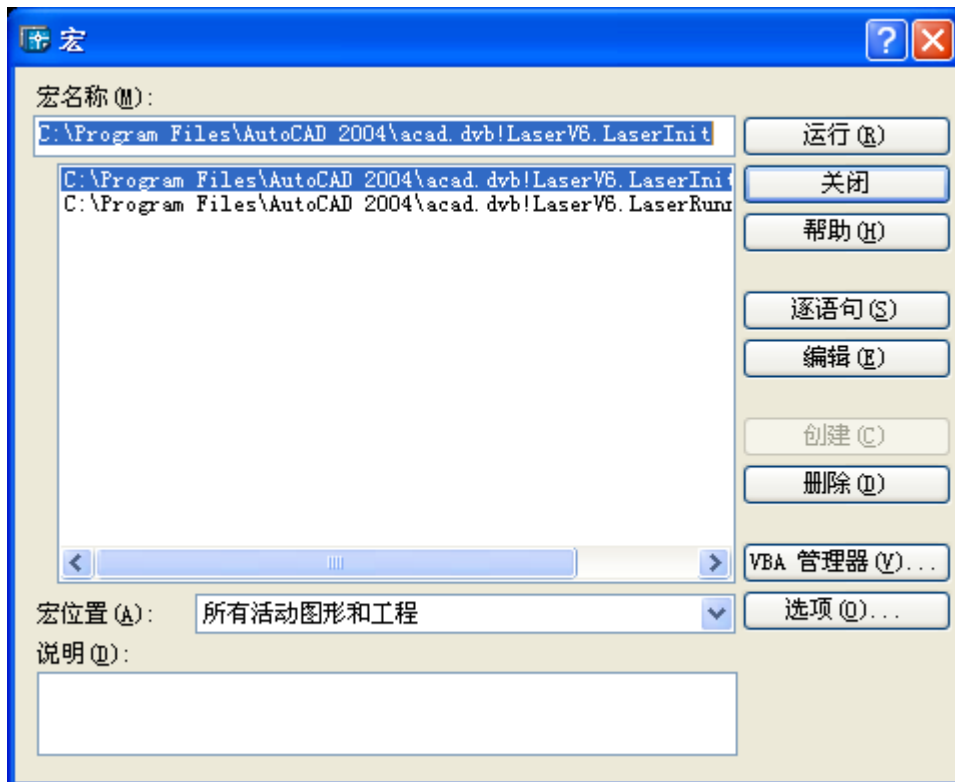 宏
宏名称(M):
C:\Program Files\AutoCAD 2004\acad.dvb!LaserV6.LaserInit
C:\Program Files\AutoCAD 2004\acad.dvb!LaserV6.LaserInit
C:\Program Files\AutoCAD 2004\acad.dvb!LaserV6.LaserRunn
运行(R)
关闭
帮助(H)
逐语句(S)
编辑(E)
创建(C)
删除(D)
VBA 管理器(V)...
选项(O)...
宏位置(A):
所有活动图形和工程
说明(D):